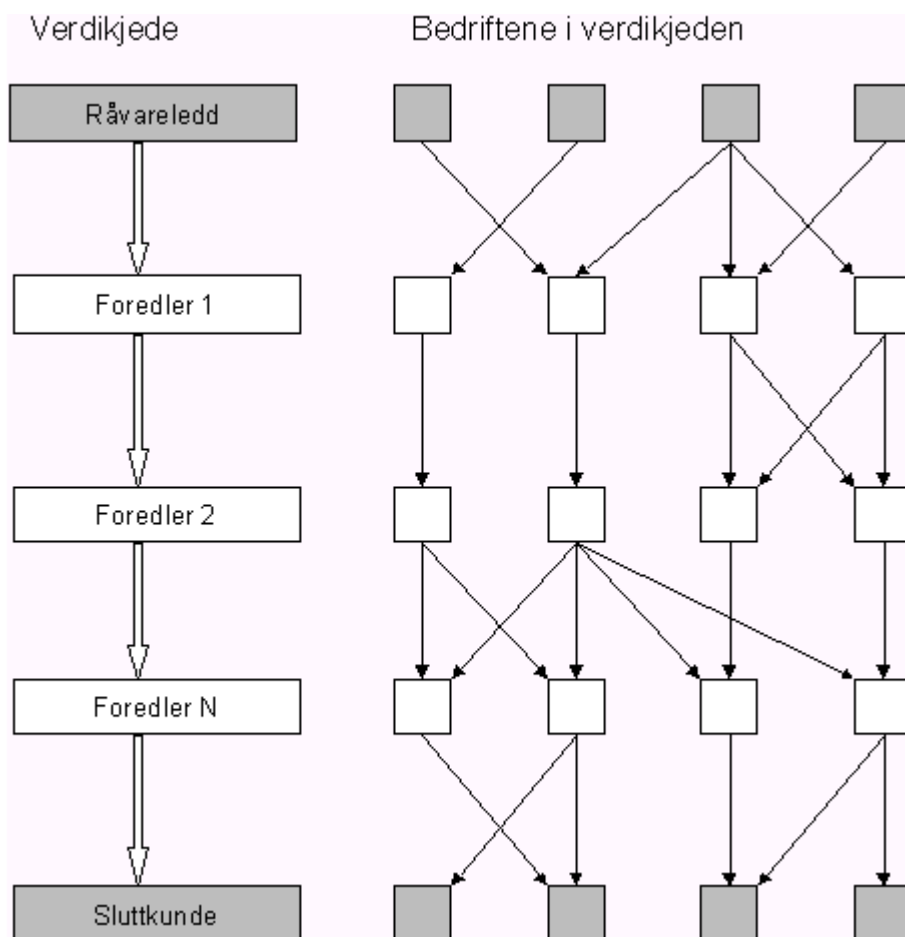 Verdikjede
Bedriftene i verdikjeden
Råvareledd
Foredler 1
Foredler 2
Foredler N
Sluttkunde